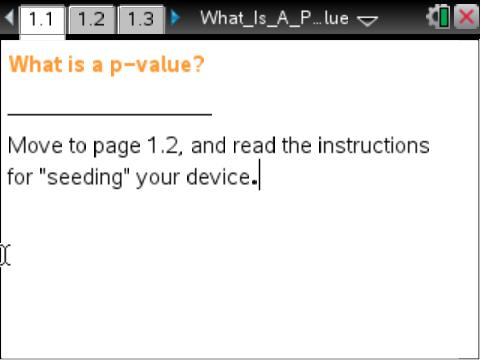 1.1 1.2 1.3 What_Is_A_P...lue
What is a p-value?
Move to page 1.2, and read the instructions
for "seeding" your device.